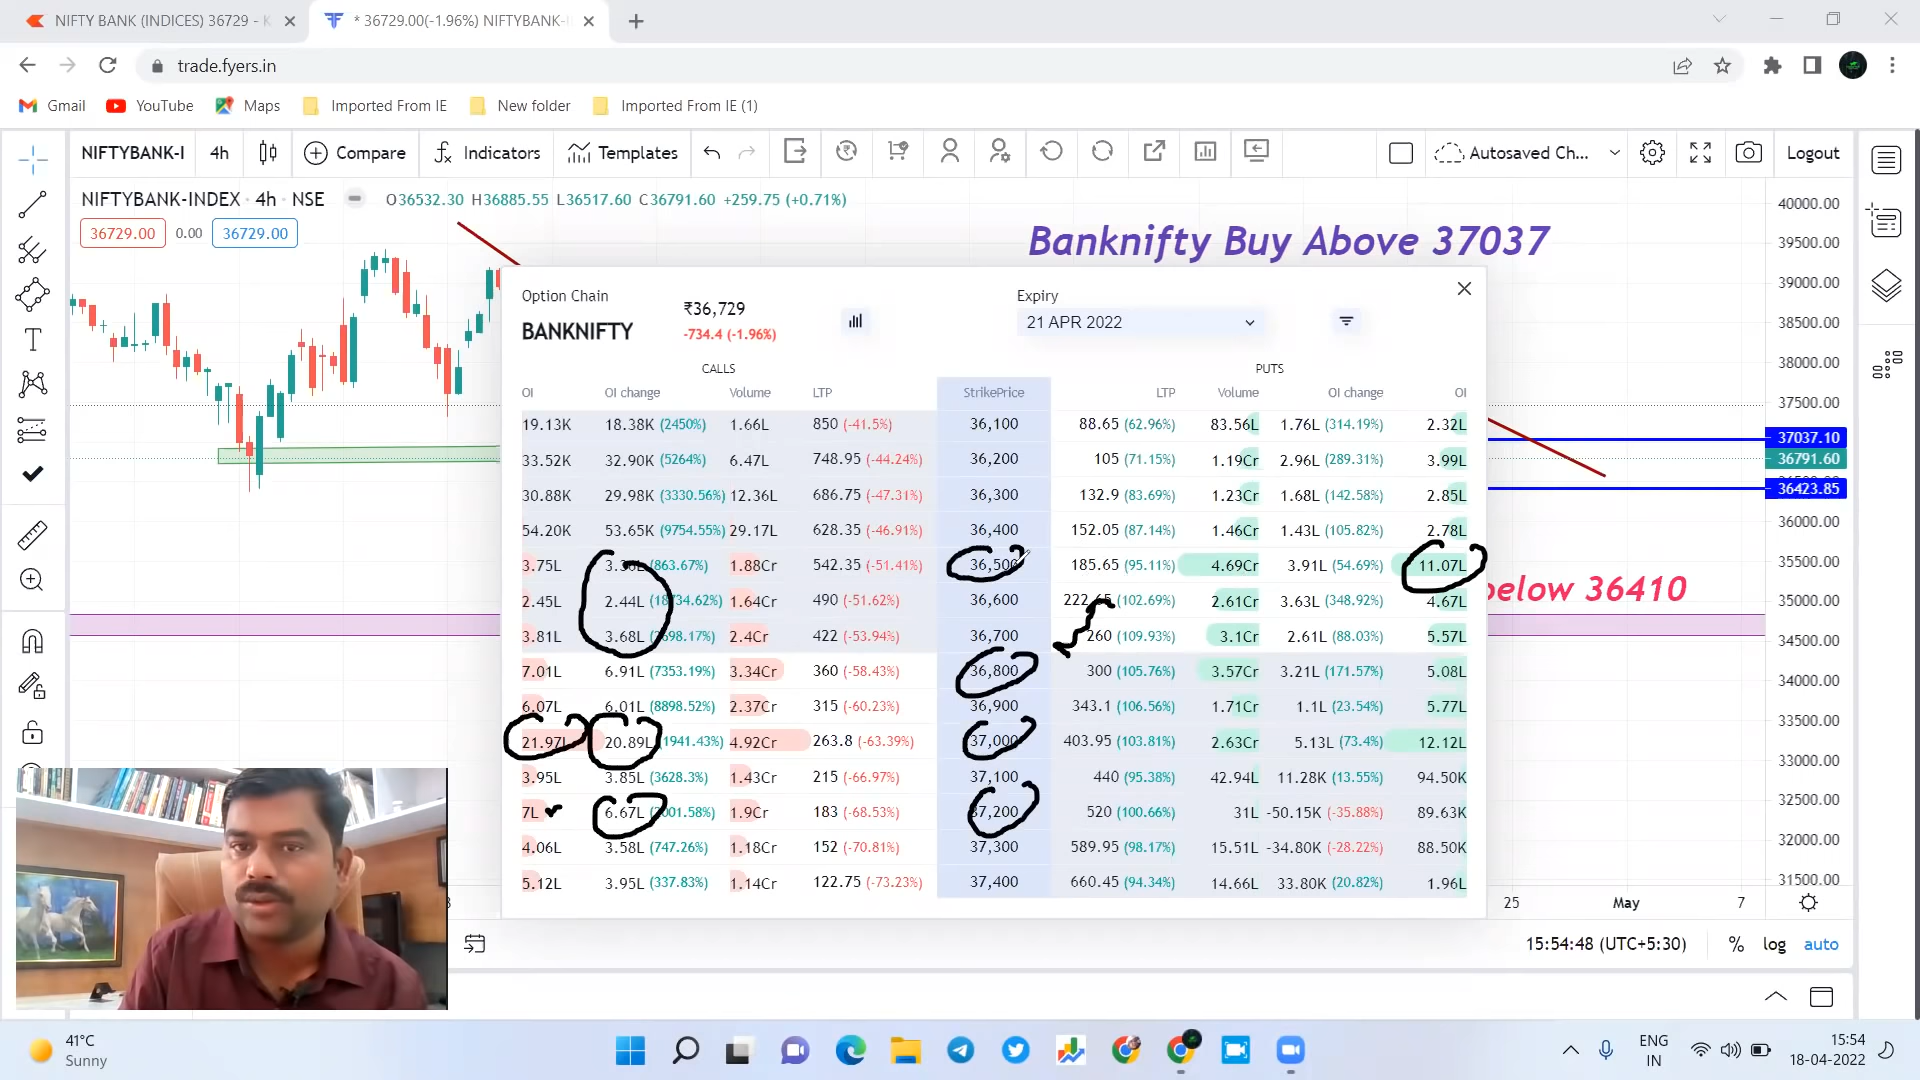 NIFTY BANK (INDICES) 36729 - K
* 36729.00(-1.96%) NIFTYBANK-I
trade.fyers.in
Gmail YouTube Maps Imported From IE New folder Imported From IE (1)
NIFTYBANK-I 4h Compare Indicators Templates Autosaved Ch... Logout
NIFTYBANK-INDEX · 4h · NSE O36532.30 H36885.55 L36517.60 C36791.60 +259.75 (+0.71%)
36729.00 0.00 36729.00
Banknifty Buy Above 37037
below 36410
Option Chain ₹36,729 Expiry
BANKNIFTY -734.4 (-1.96%) 21 APR 2022
CALLS PUTS
OI OI change Volume LTP StrikePrice LTP Volume OI change OI
19.13K 18.38K (2450%) 1.66L 850 (-41.5%) 36,100 88.65 (62.96%) 83.56L 1.76L (314.19%) 2.32L
33.52K 32.90K (5264%) 6.47L 748.95 (-44.24%) 36,200 105 (71.15%) 1.19Cr 2.96L (289.31%) 3.99L
30.88K 29.98K (3330.56%) 12.36L 686.75 (-47.31%) 36,300 132.9 (83.69%) 1.23Cr 1.68L (142.58%) 2.85L
54.20K 53.65K (9754.55%) 29.17L 628.35 (-46.91%) 36,400 152.05 (87.14%) 1.46Cr 1.43L (105.82%) 2.78L
3.75L (863.67%) 1.88Cr 542.35 (-51.41%) 36,500 185.65 (95.11%) 4.69Cr 3.91L (54.69%) 11.07L
2.45L 2.44L 1.64Cr 490 (-51.62%) 36,600 (102.69%) 2.61Cr 3.63L (348.92%) 4.67L
3.81L 3.68L 2.4Cr 422 (-53.94%) 36,700 260 (109.93%) 3.1Cr 2.61L (88.03%) 5.57L
7.01L 6.91L (7353.19%) 3.34Cr 360 (-58.43%) 36,800 300 (105.76%) 3.57Cr 3.21L (171.57%) 5.08L
6.07L 6.01L (8898.52%) 2.37Cr 315 (-60.23%) 36,900 343.1 (106.56%) 1.71Cr 1.1L (23.54%) 5.77L
21.97L 20.89L (1941.43%) 4.92Cr 263.8 (-63.39%) 37,000 403.95 (103.81%) 2.63Cr 5.13L (73.4%) 12.12L
3.95L 3.85L (3628.3%) 1.43Cr 215 (-66.97%) 37,100 440 (95.38%) 42.94L 11.28K (13.55%) 94.50K
7L 6.67L 1.9Cr 183 (-68.53%) 37,200 520 (100.66%) 31L -50.15K (-35.88%) 89.63K
4.06L 3.58L (747.26%) 1.18Cr 152 (-70.81%) 37,300 589.95 (98.17%) 15.51L -34.80K (-28.22%) 88.50K
5.12L 3.95L (337.83%) 1.14Cr 122.75 (-73.23%) 37,400 660.45 (94.34%) 14.66L 33.80K (20.82%) 1.96L
40000.00
39500.00
39000.00
38500.00
38000.00
37500.00
37037.10
36791.60
36423.85
36000.00
35500.00
35000.00
34500.00
34000.00
33500.00
33000.00
32500.00
32000.00
31500.00
25 May 7
15:54:48 (UTC+5:30) % log auto
41°C
Sunny
ENG
IN
15:54
18-04-2022